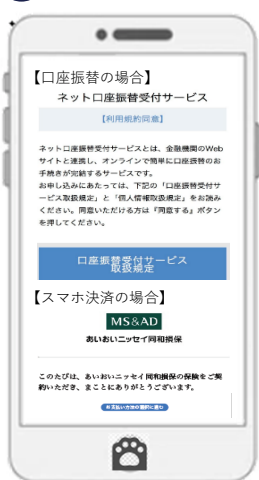 【口座振替の場合】
ネット口座振替受付サービス
【利用規約同意】
ネット口座振替受付サービスとは、金融機関のWeb
サイトと連携し、オンラインで簡単に口座振替のお
手続きが完結するサービスです。
お申し込みにあたっては、下記の「口座振替受付サ
ービス取扱規定」と「個人情報取扱規定」をお読み
ください。同意いただける方は『同意する』ボタン
を押してください。
口座振替受付サービス
取扱規定
【スマホ決済の場合】
MS&AD
あいおいニッセイ同和損保
このたびは、あいおいニッセイ同和損保の保険をご契
約いただき、まことにありがとうございます。
お支払い方法の選択に進む